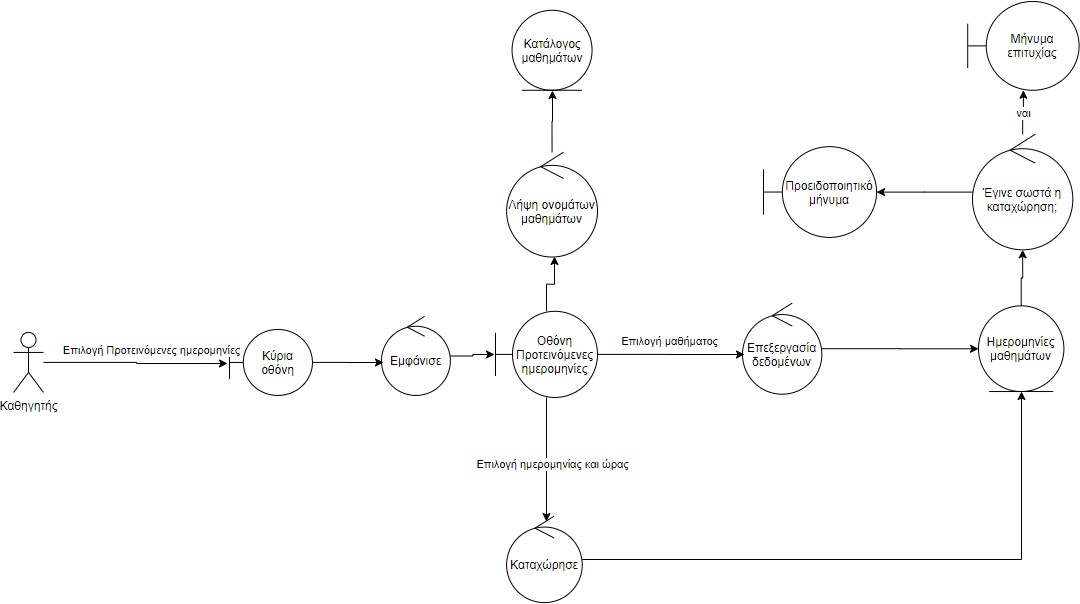 Κατάλογος
μαθημάτων
Μήνυμα
επιτυχίας
ναι
Λήψη ονομάτων
μαθημάτων
Προειδοποιητικό
μήνυμα
Έγινε σωστά η
καταχώρηση;
Καθηγητής
Επιλογή Προτεινόμενες ημερομηνίες
Κύρια
οθόνη
Εμφάνισε
Οθόνη
Προτεινόμενες
ημερομηνίες
Επιλογή μαθήματος
Επεξεργασία
δεδομένων
Ημερομηνίες
μαθημάτων
Επιλογή ημερομηνίας και ώρας
Καταχώρησε